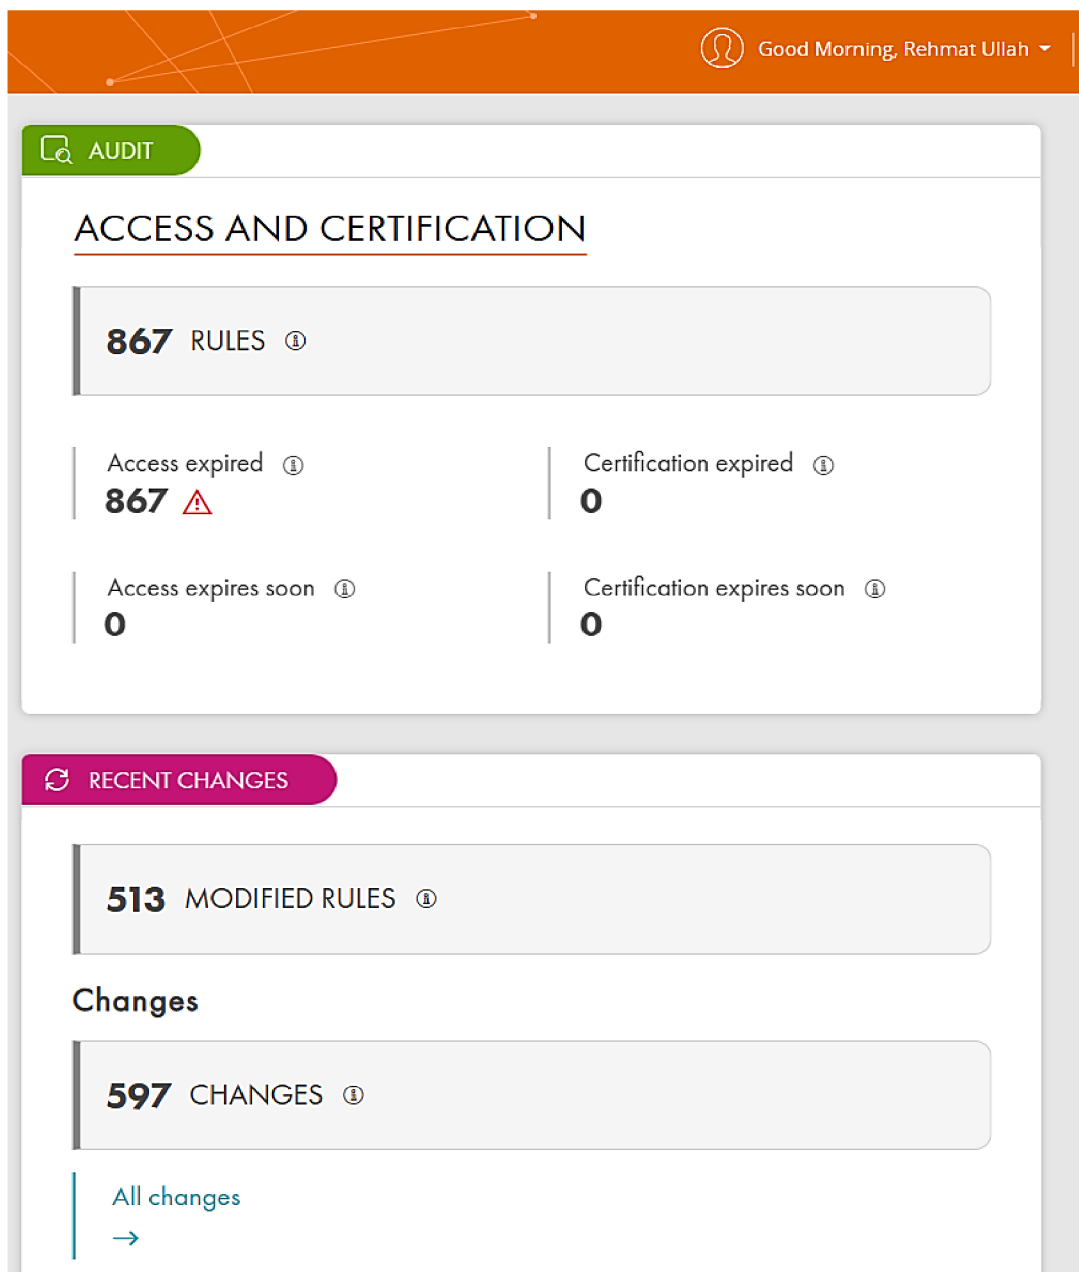 Good Morning, Rehmat Ullah
AUDIT
ACCESS AND CERTIFICATION
867 RULES
Access expired
867
Certification expired
0
Access expires soon
0
Certification expires soon
0
RECENT CHANGES
513 MODIFIED RULES
Changes
597 CHANGES
All changes
→